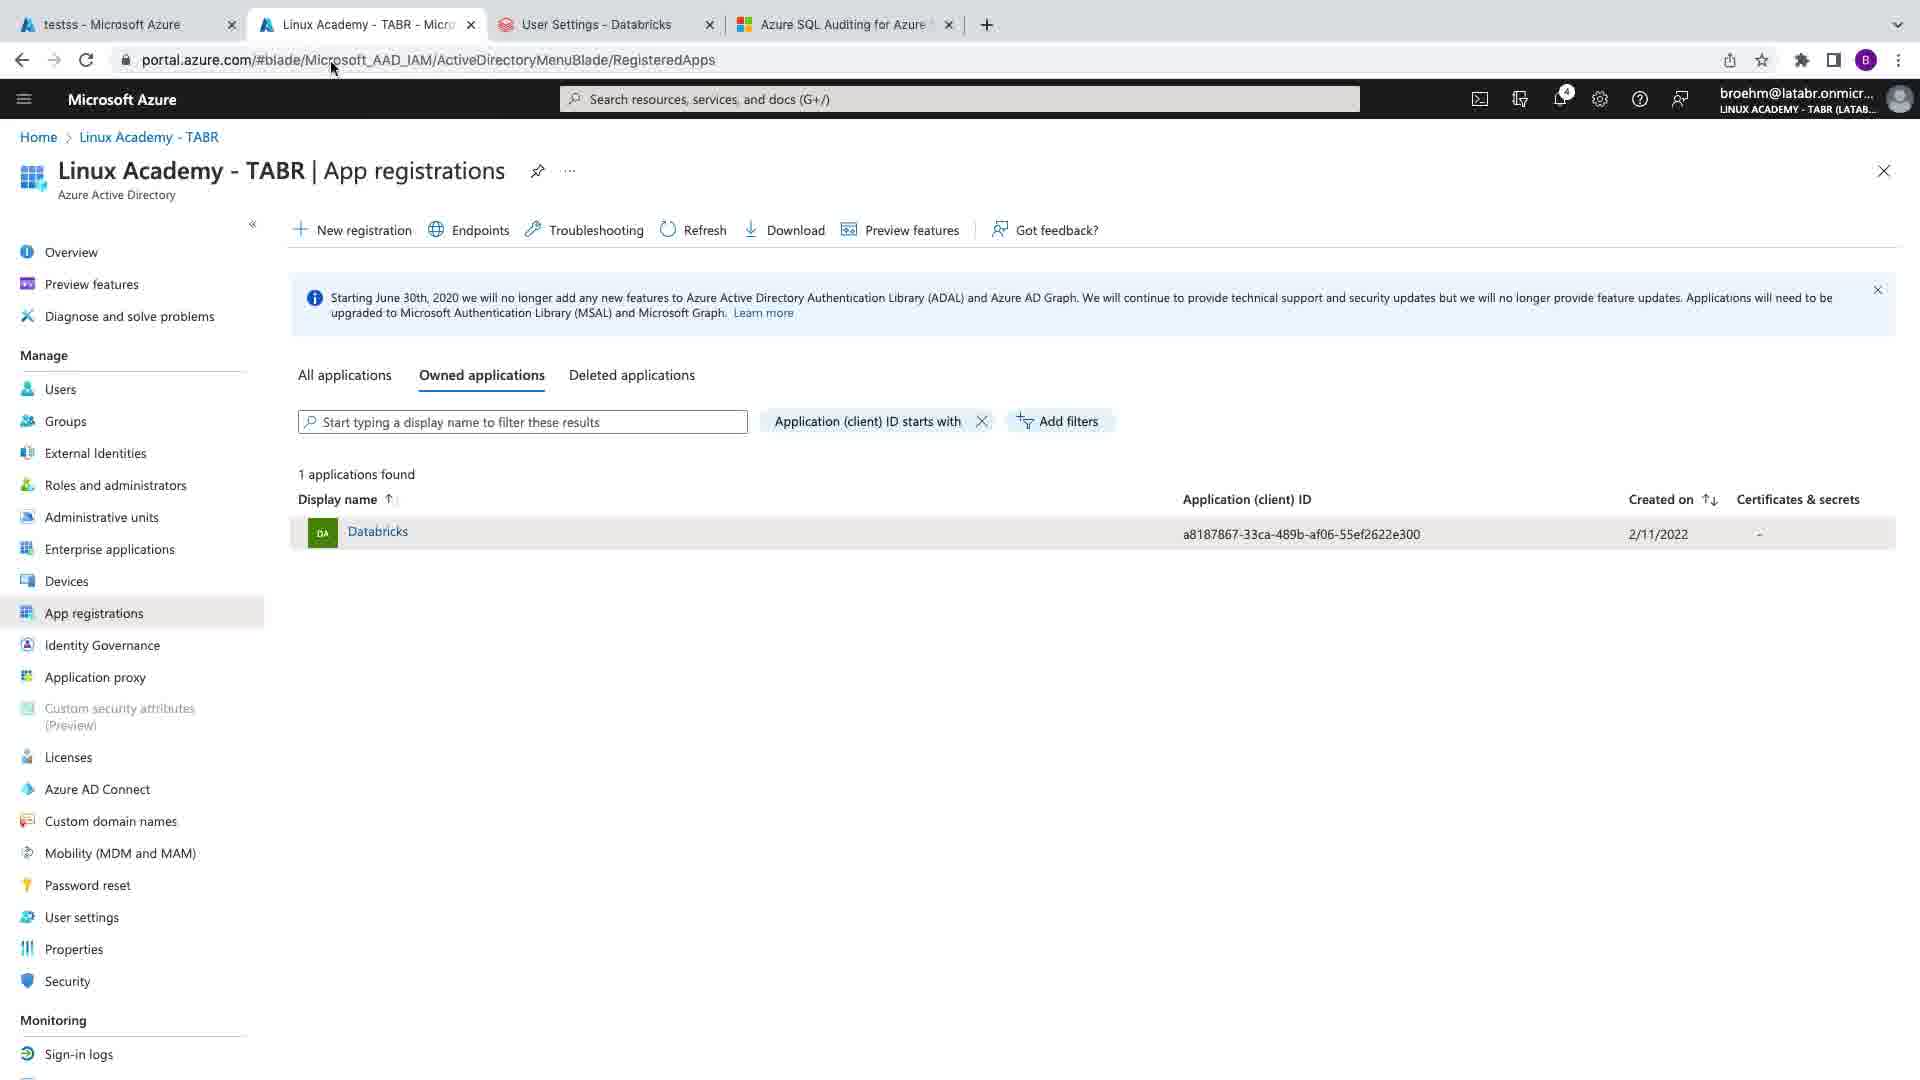 testss - Microsoft Azure
Linux Academy - TABR - Micro
User Settings - Databricks
Azure SQL Auditing for Azure
portal.azure.com/#blade/Microsoft_AAD_IAM/ActiveDirectoryMenuBlade/RegisteredApps
B
Microsoft Azure
Search resources, services, and docs (G+/)
4
broehm@latabr.onmicr...
LINUX ACADEMY - TABR (LATAB...
Home > Linux Academy - TABR
Linux Academy - TABR | App registrations
Azure Active Directory
New registration
Endpoints
Troubleshooting
Refresh
Download
Preview features
Got feedback?
Overview
Preview features
Diagnose and solve problems
Manage
Users
Groups
External Identities
Roles and administrators
Administrative units
Enterprise applications
Devices
App registrations
Identity Governance
Application proxy
Custom security attributes
(Preview)
Licenses
Azure AD Connect
Custom domain names
Mobility (MDM and MAM)
Password reset
User settings
Properties
Security
Monitoring
Sign-in logs
Starting June 30th, 2020 we will no longer add any new features to Azure Active Directory Authentication Library (ADAL) and Azure AD Graph. We will continue to provide technical support and security updates but we will no longer provide feature updates. Applications will need to be
upgraded to Microsoft Authentication Library (MSAL) and Microsoft Graph. Learn more
All applications
Owned applications
Deleted applications
Start typing a display name to filter these results
Application (client) ID starts with
Add filters
1 applications found
Display name
Application (client) ID
Created on
Certificates & secrets
DA
Databricks
a8187867-33ca-489b-af06-55ef2622e300
2/11/2022
-